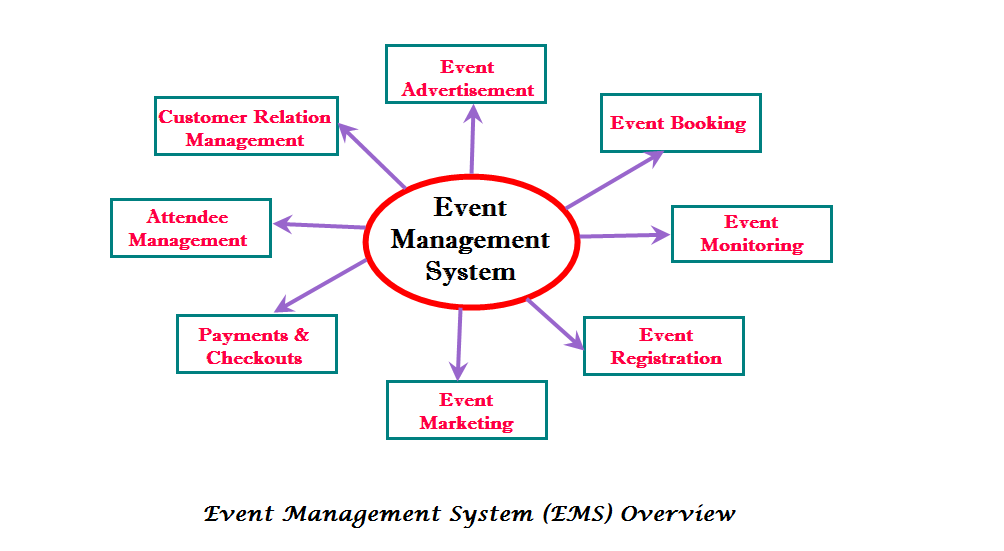 Event
Advertisement
Customer Relation
Management
Event Booking
Event
Management
System
Attendee
Management
Event
Monitoring
Payments &
Checkouts
Event
Registration
Event
Marketing
Event Management System (EMS) Overview